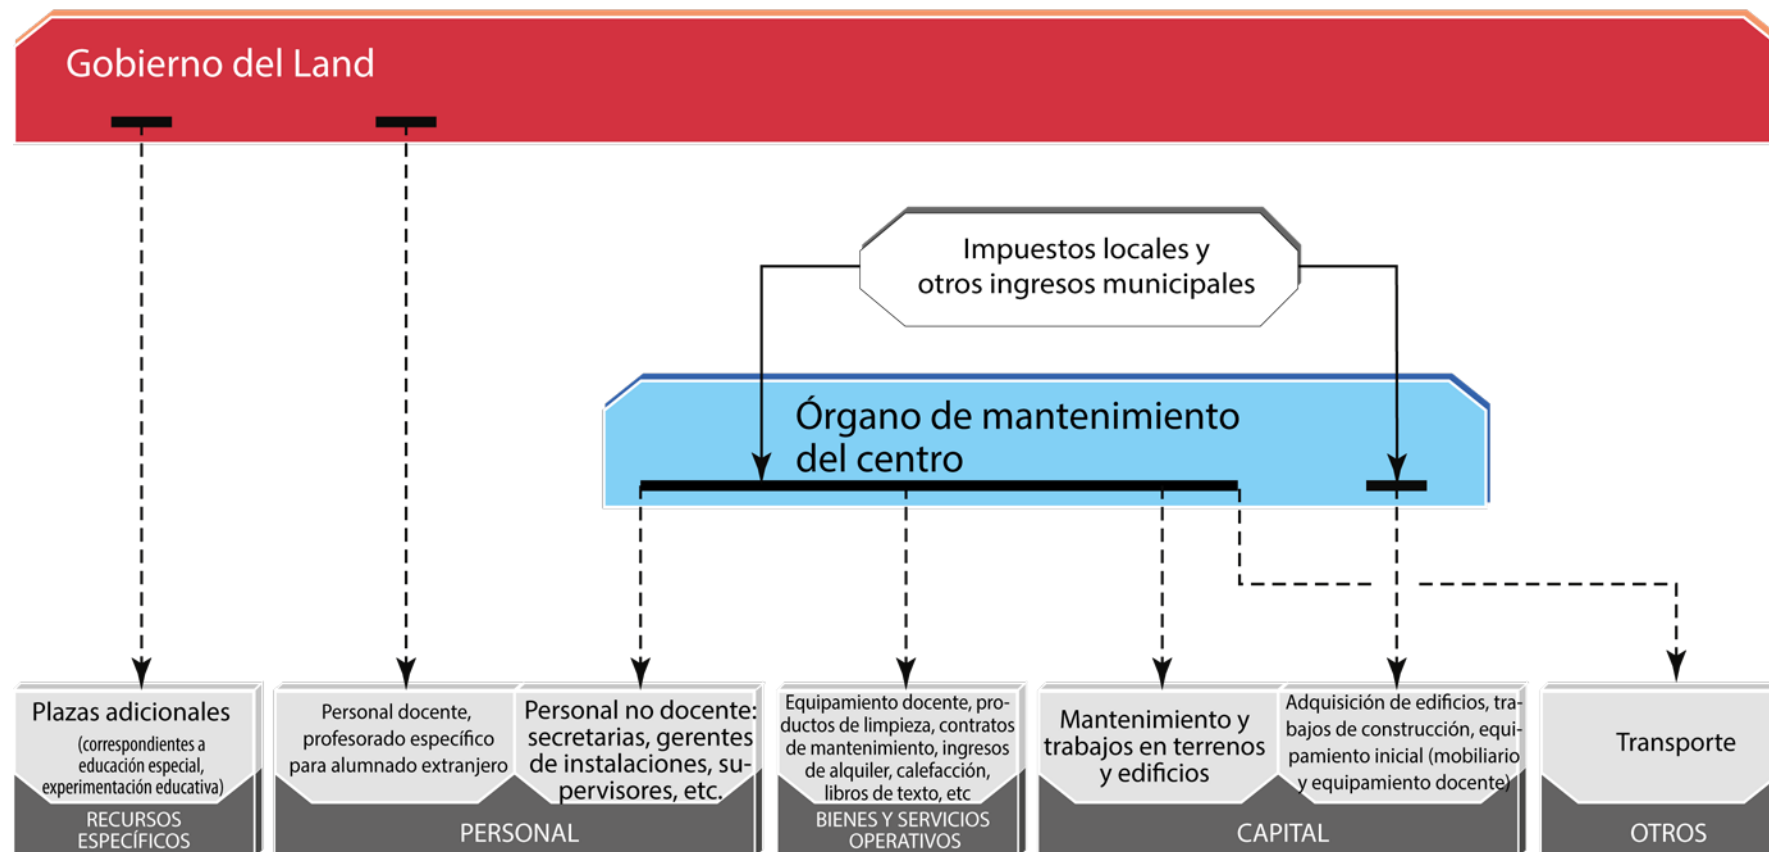 Gobierno del Land
Impuestos locales y
otros ingresos municipales
Órgano de mantenimiento
del centro
Plazas adicionales
(correspondientes a
educación especial,
experimentación educativa)
RECURSOS
ESPECÍFICOS
Personal docente,
profesorado específico
para alumnado extranjero
Personal no docente:
secretarias, gerentes
de instalaciones, su-
pervisores, etc.
PERSONAL
Equipamiento docente, pro-
ductos de limpieza, contratos
de mantenimiento, ingresos
de alquiler, calefacción,
libros de texto, etc
BIENES Y SERVICIOS
OPERATIVOS
Mantenimiento y
trabajos en terrenos
y edificios
Adquisición de edificios, tra-
bajos de construcción, equi-
pamiento inicial (mobiliario
y equipamiento docente)
CAPITAL
Transporte
OTROS